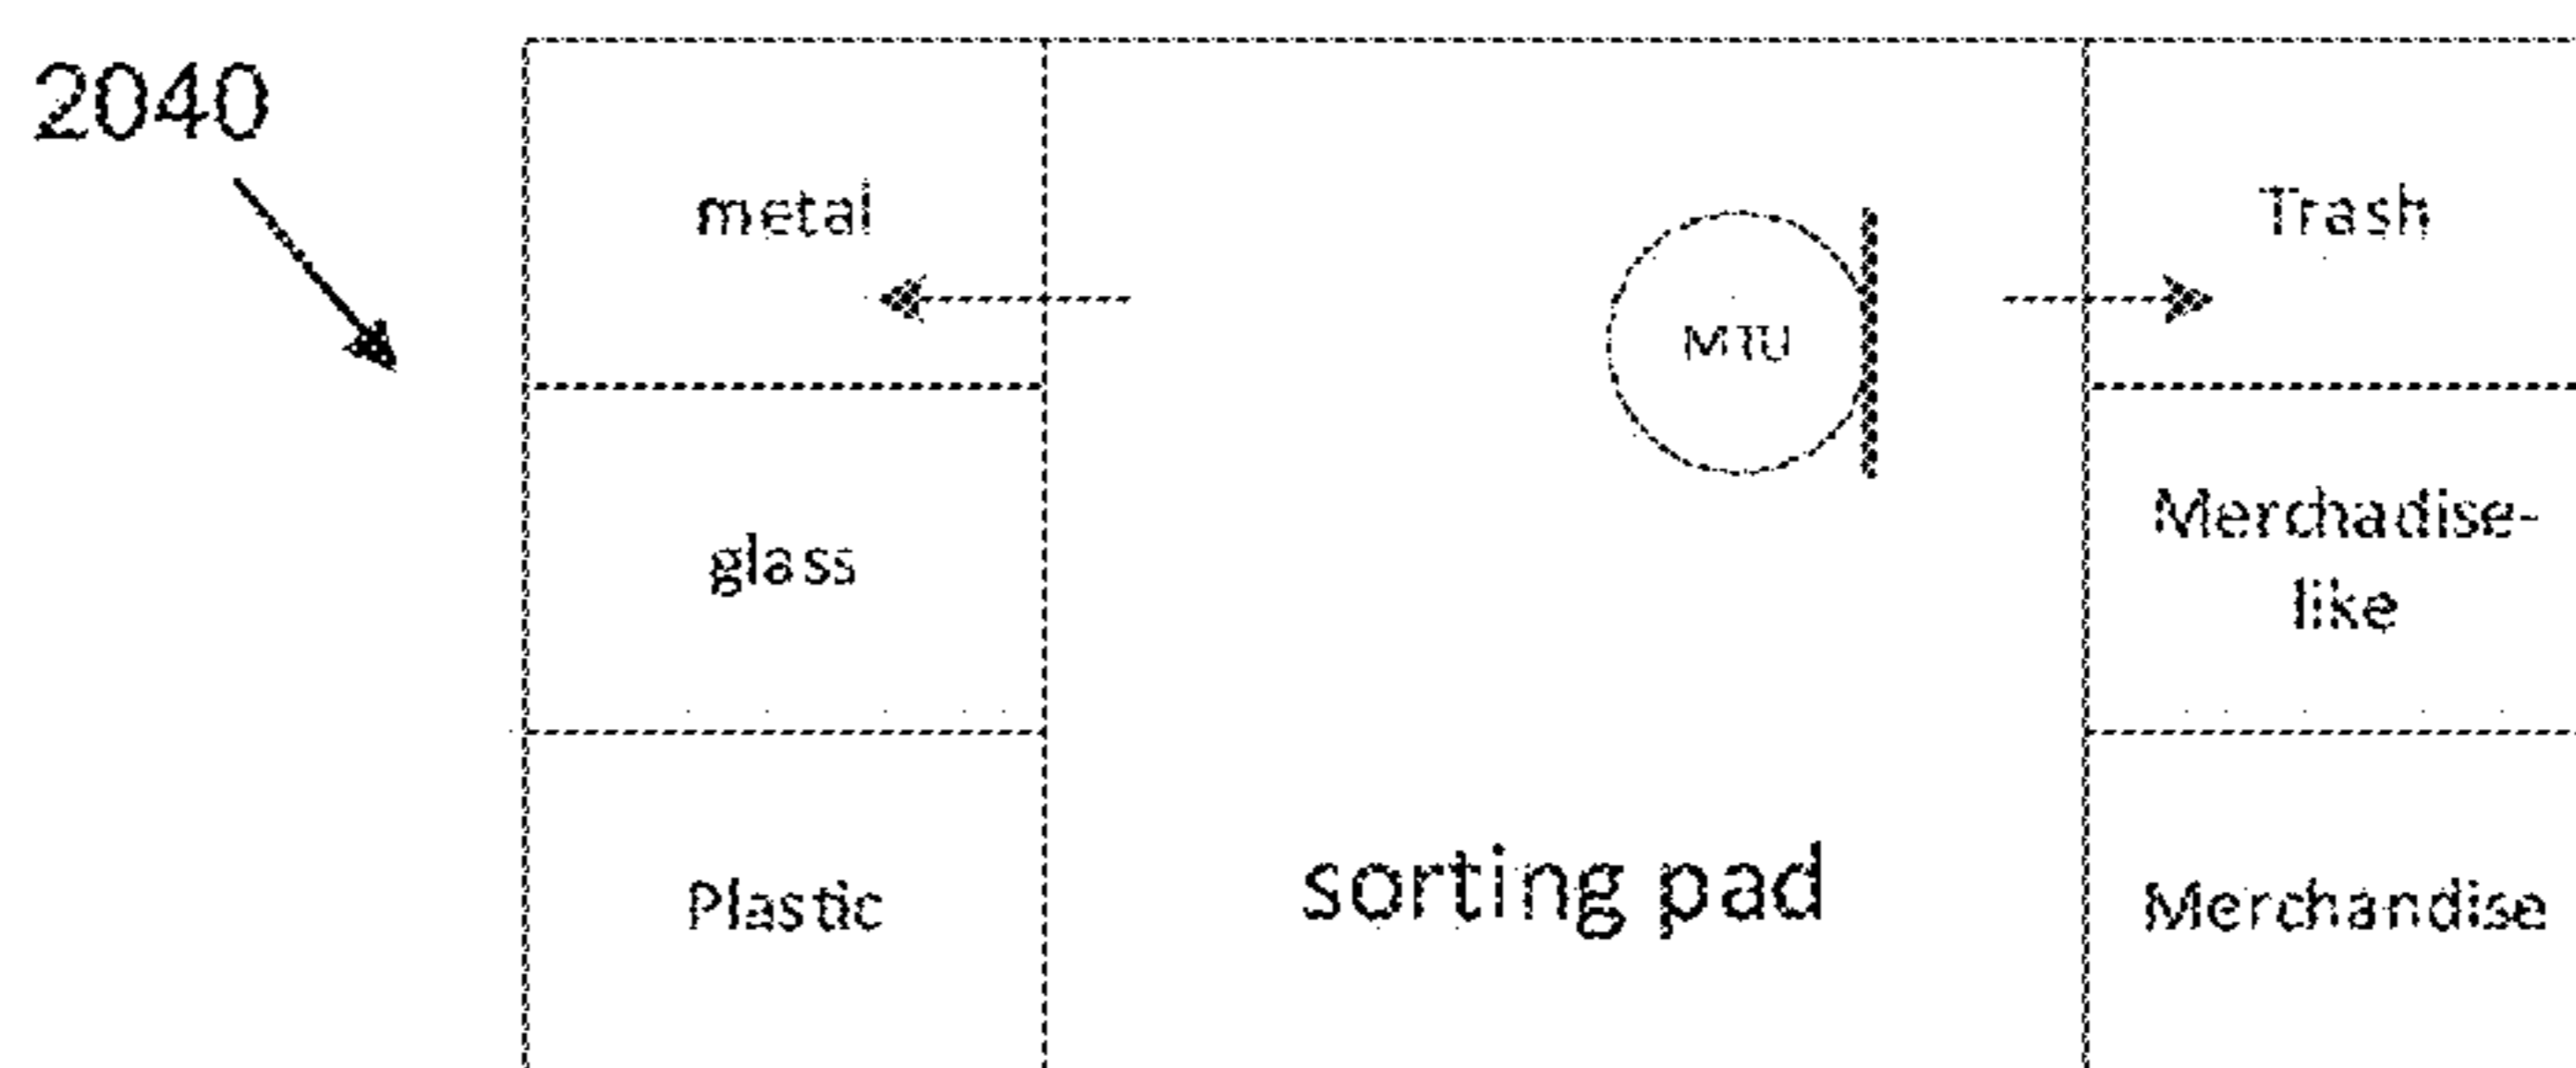 2040
metal
Trash
MTU
glass
Merchadise-
like
Plastic
sorting pad
Merchandise